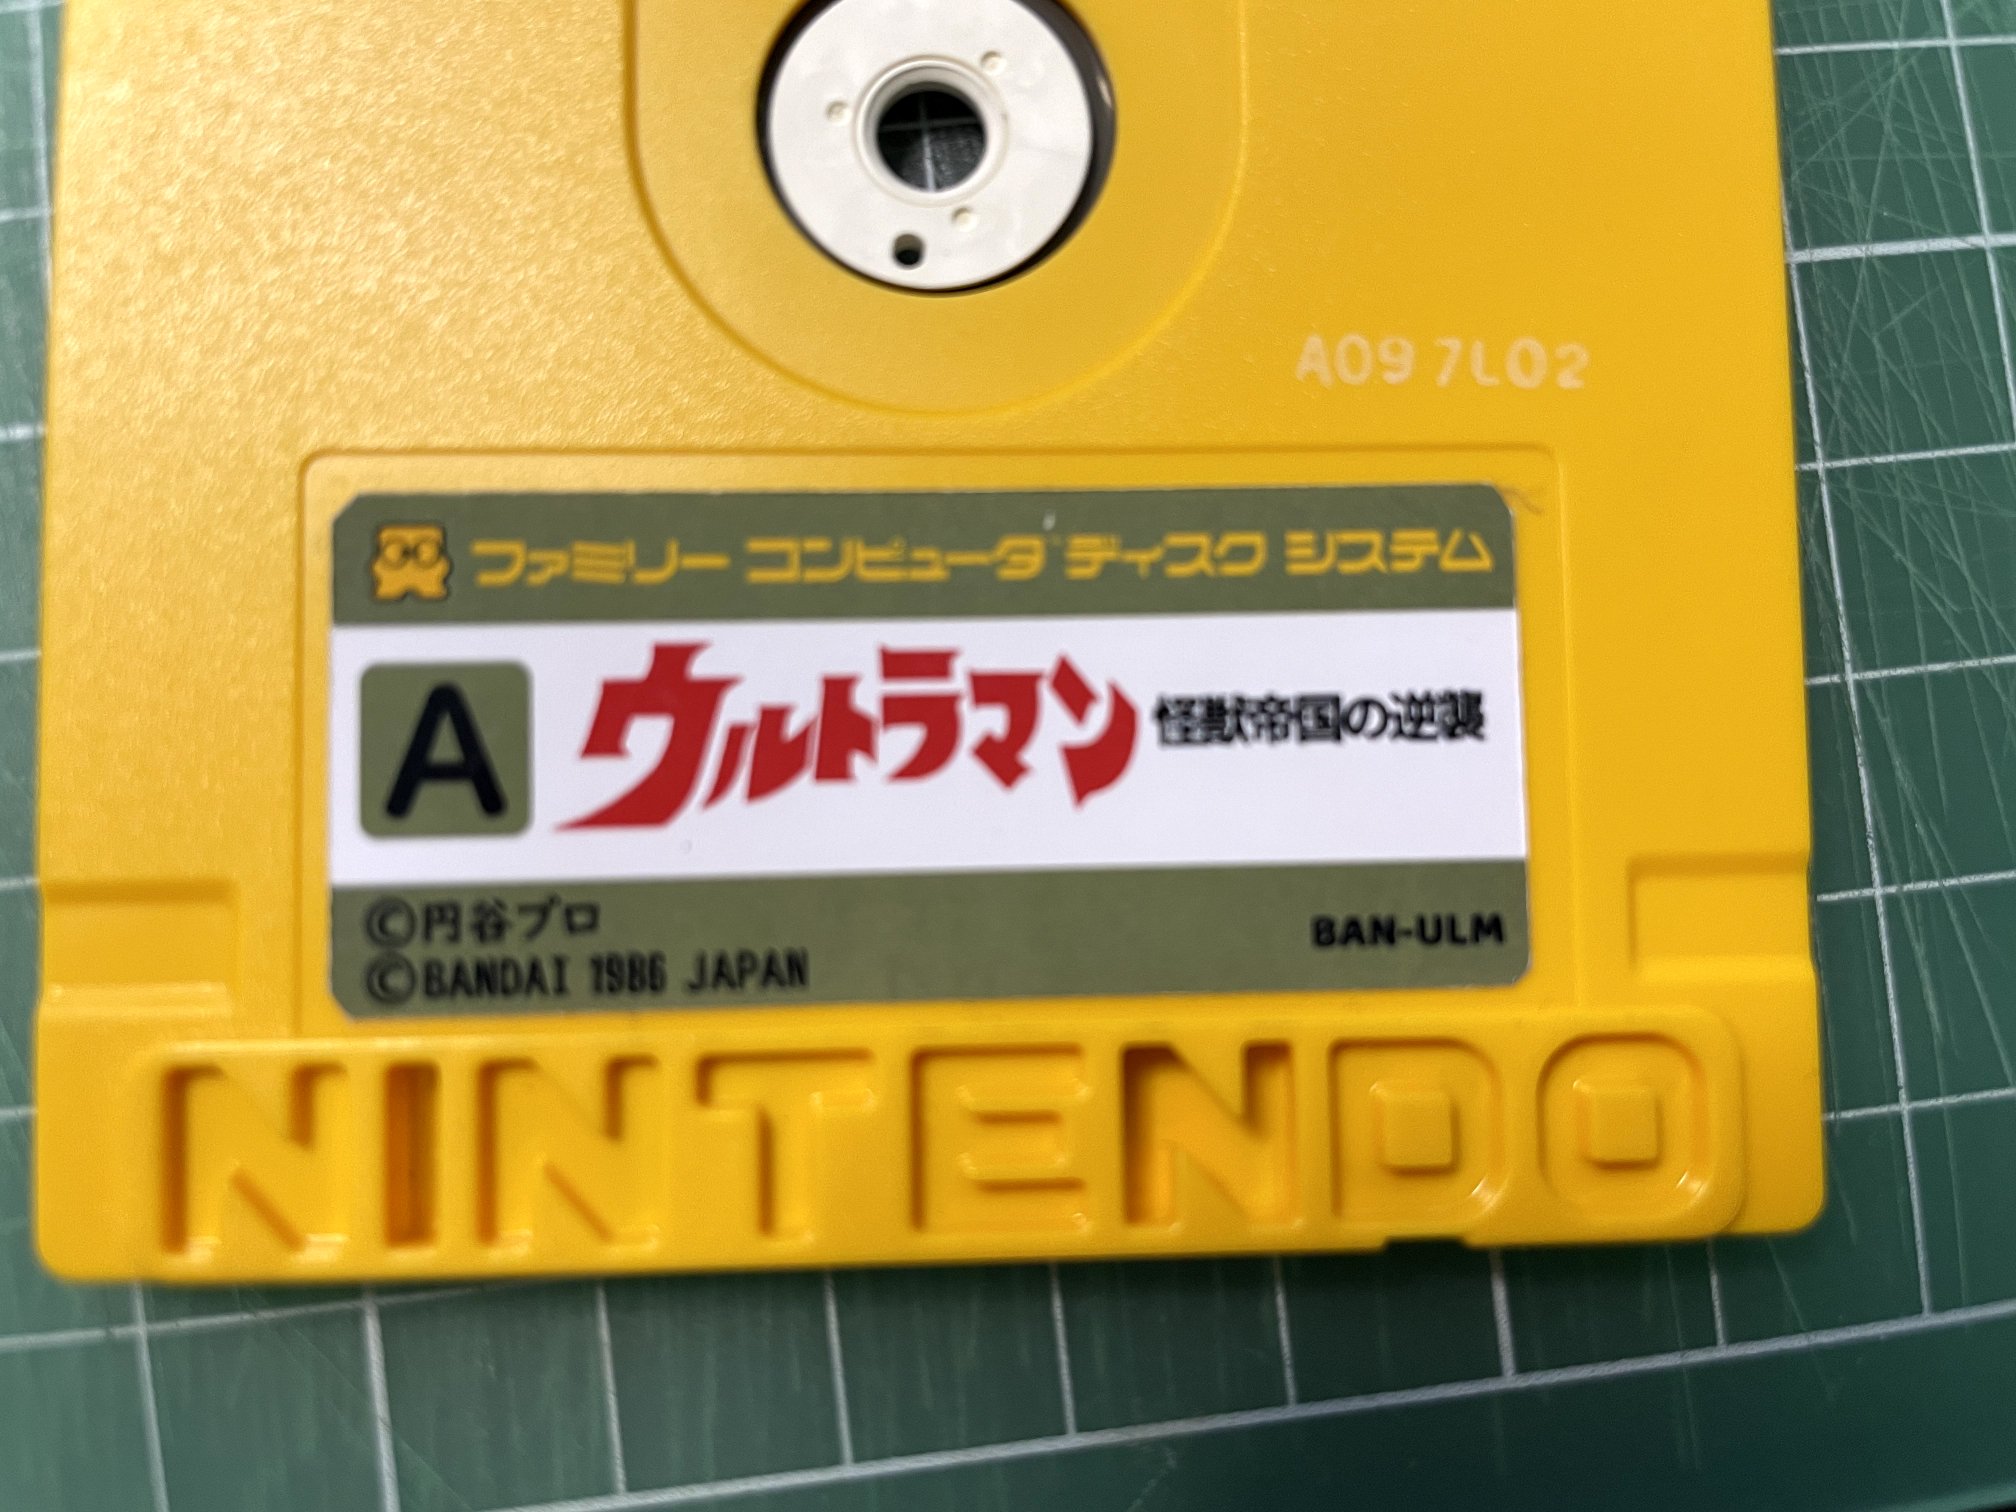 A09 7L02
ファミリー コンピュータ ディスク システム
A
ウルトラマン 怪獣帝国の逆襲
©円谷プロ
©BANDAI 1986 JAPAN
BAN-ULM
NINTENDO